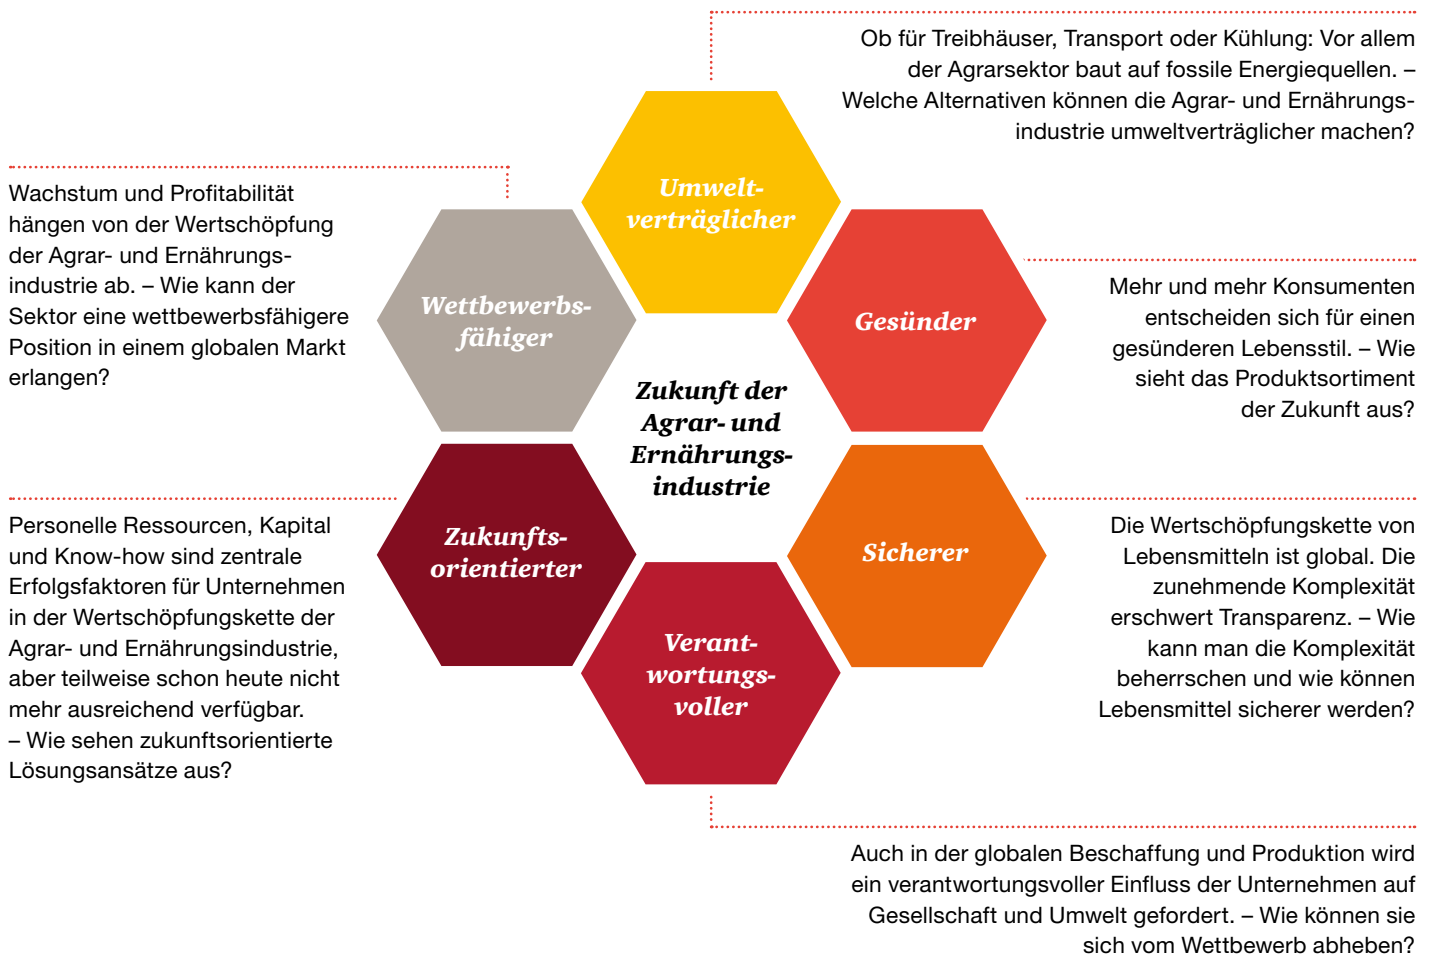 Ob für Treibhäuser, Transport oder Kühlung: Vor allem
der Agrarsektor baut auf fossile Energiequellen. –
Welche Alternativen können die Agrar- und Ernährungs-
industrie umweltverträglicher machen?
Umwelt-
verträglicher
Wachstum und Profitabilität
hängen von der Wertschöpfung
der Agrar- und Ernährungs-
industrie ab. – Wie kann der
Sektor eine wettbewerbsfähigere
Position in einem globalen Markt
erlangen?
Wettbewerbs-
fähiger
Gesünder
Mehr und mehr Konsumenten
entscheiden sich für einen
gesünderen Lebensstil. – Wie
sieht das Produktsortiment
der Zukunft aus?
Zukunft der
Agrar- und
Ernährungs-
industrie
Personelle Ressourcen, Kapital
und Know-how sind zentrale
Erfolgsfaktoren für Unternehmen
in der Wertschöpfungskette der
Agrar- und Ernährungsindustrie,
aber teilweise schon heute nicht
mehr ausreichend verfügbar.
– Wie sehen zukunftsorientierte
Lösungsansätze aus?
Zukunfts-
orientierter
Sicherer
Die Wertschöpfungskette von
Lebensmitteln ist global. Die
zunehmende Komplexität
erschwert Transparenz. – Wie
kann man die Komplexität
beherrschen und wie können
Lebensmittel sicherer werden?
Verant-
wortungs-
voller
Auch in der globalen Beschaffung und Produktion wird
ein verantwortungsvoller Einfluss der Unternehmen auf
Gesellschaft und Umwelt gefordert. – Wie können sie
sich vom Wettbewerb abheben?